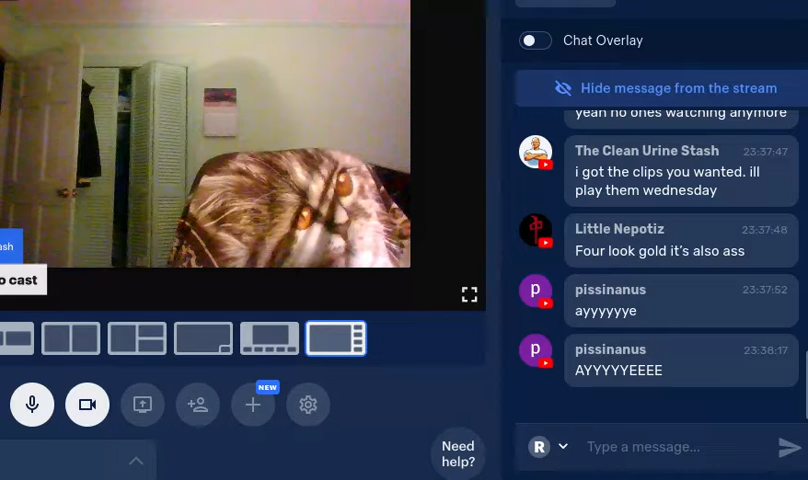 Chat Overlay
Hide message from the stream
yeah no ones watching anymore
The Clean Urine Stash 23:37:47
i got the clips you wanted. ill
play them wednesday
Little Nepotiz 23:37:48
Four look gold it’s also ass
pissinanus 23:37:52
ayyyyyye
pissinanus 23:38:17
AYYYYYEEEE
ash
o cast
p
p
NEW
Need
help?
R
Type a message...